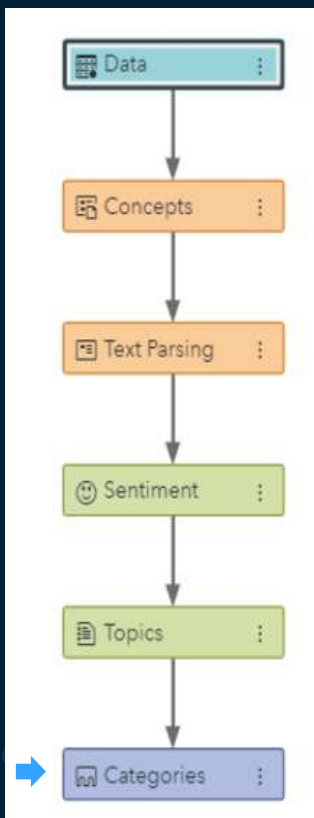 Data
Concepts
Text Parsing
Sentiment
Topics
Categories